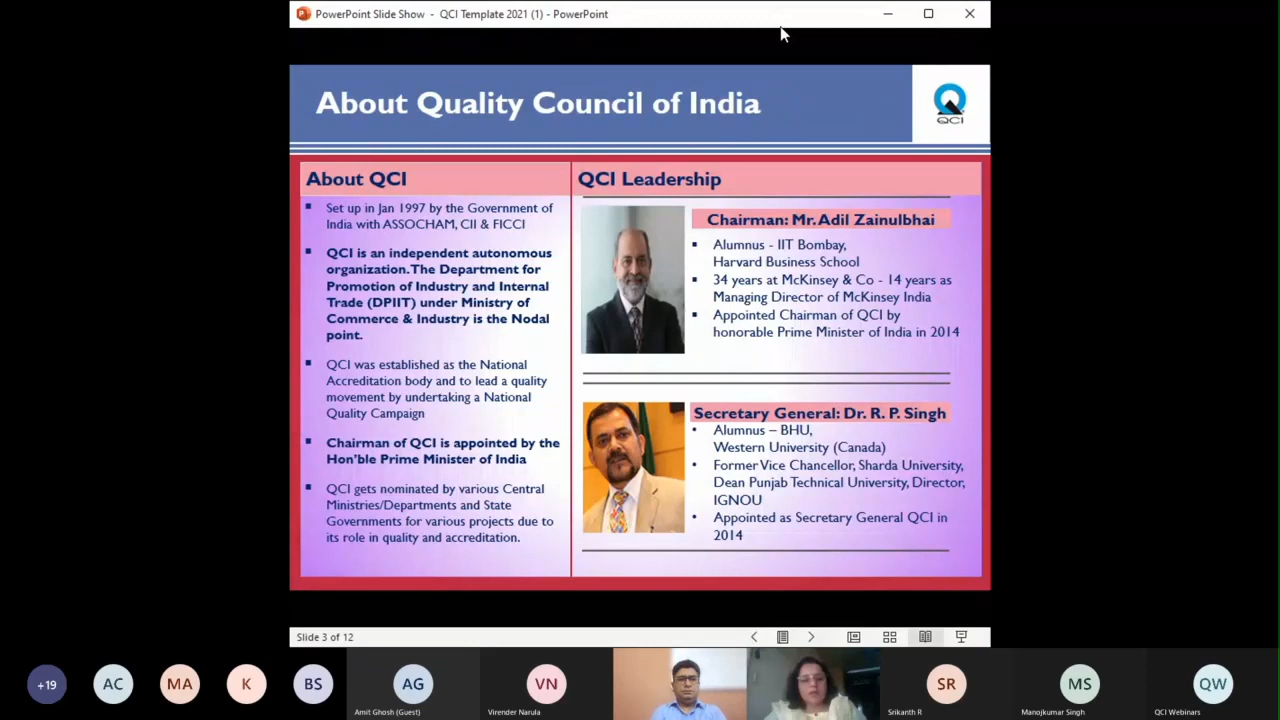 PowerPoint Slide Show - QCI Template 2021 (1) - PowerPoint
About Quality Council of India
QCI
About QCI
Set up in Jan 1997 by the Government of
India with ASSOCHAM, CII & FICCI
QCI is an independent autonomous
organization. The Department for
Promotion of Industry and Internal
Trade (DPIIT) under Ministry of
Commerce & Industry is the Nodal
point.
QCI was established as the National
Accreditation body and to lead a quality
movement by undertaking a National
Quality Campaign
Chairman of QCI is appointed by the
Hon'ble Prime Minister of India
QCI gets nominated by various Central
Ministries/Departments and State
Governments for various projects due to
its role in quality and accreditation.
QCI Leadership
Chairman: Mr. Adil Zainulbhai
Alumnus - IIT Bombay,
Harvard Business School
34 years at McKinsey & Co - 14 years as
Managing Director of McKinsey India
Appointed Chairman of QCI by
honorable Prime Minister of India in 2014
Secretary General: Dr. R. P. Singh
Alumnus – BHU,
Western University (Canada)
Former Vice Chancellor, Sharda University,
Dean Punjab Technical University, Director,
IGNOU
Appointed as Secretary General QCI in
2014
Slide 3 of 12
+19
AC
MA
K
BS
AG
Amit Ghosh (Guest)
VN
Virender Narula
SR
Srikanth R
MS
Manojkumar Singh
QW
QCI Webinars